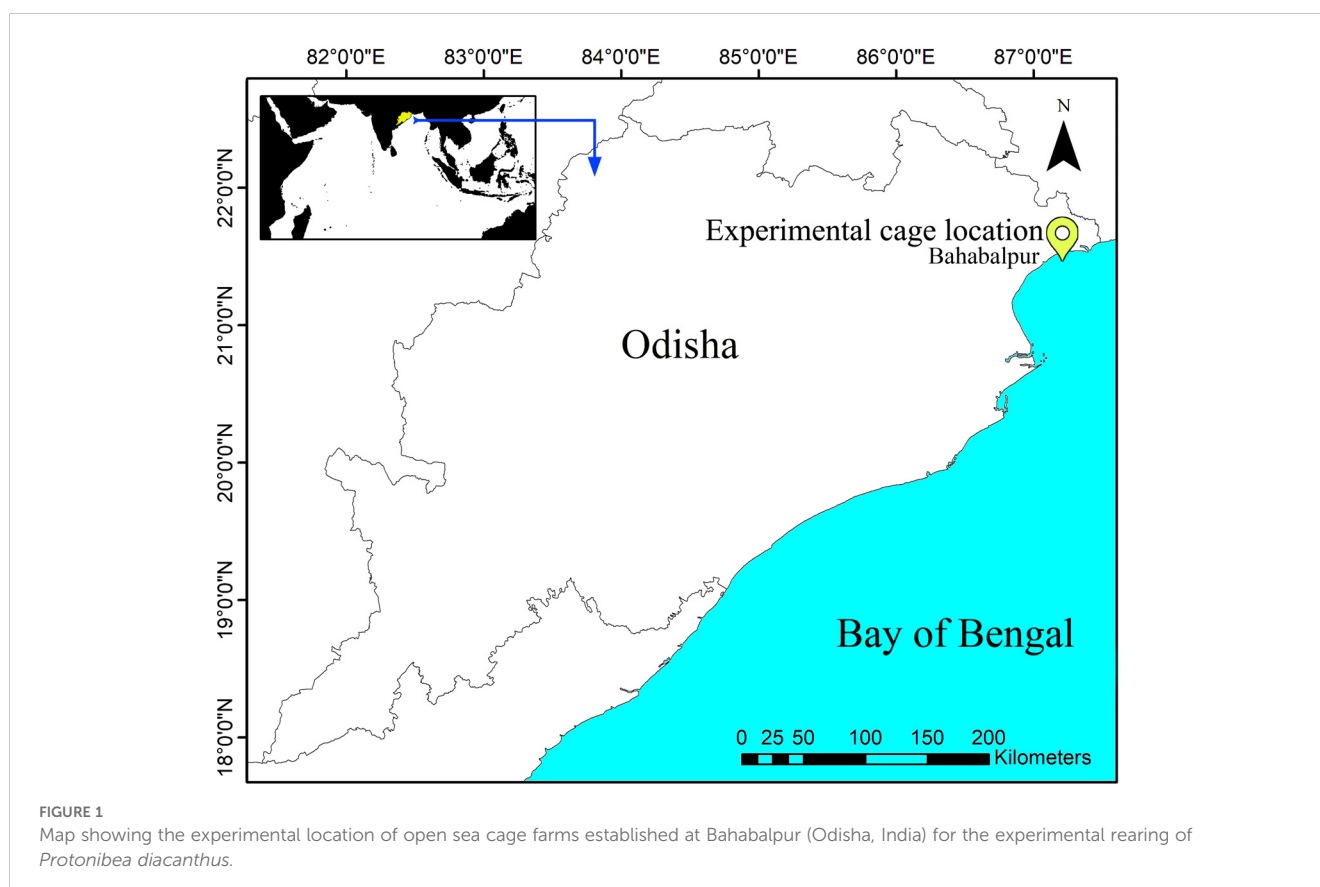 82°0'0"E 83°0'0"E 84°0'0"E 85°0'0"E 86°0'0"E 87°0'0"E
N
22°0'0"N
Experimental cage location
Bahabalpur
21°0'0"N
Odisha
20°0'0"N
19°0'0"N
Bay of Bengal
18°0'0"N
0 25 50 100 150 200
Kilometers
FIGURE 1
Map showing the experimental location of open sea cage farms established at Bahabalpur (Odisha, India) for the experimental rearing of
Protonibea diacanthus.